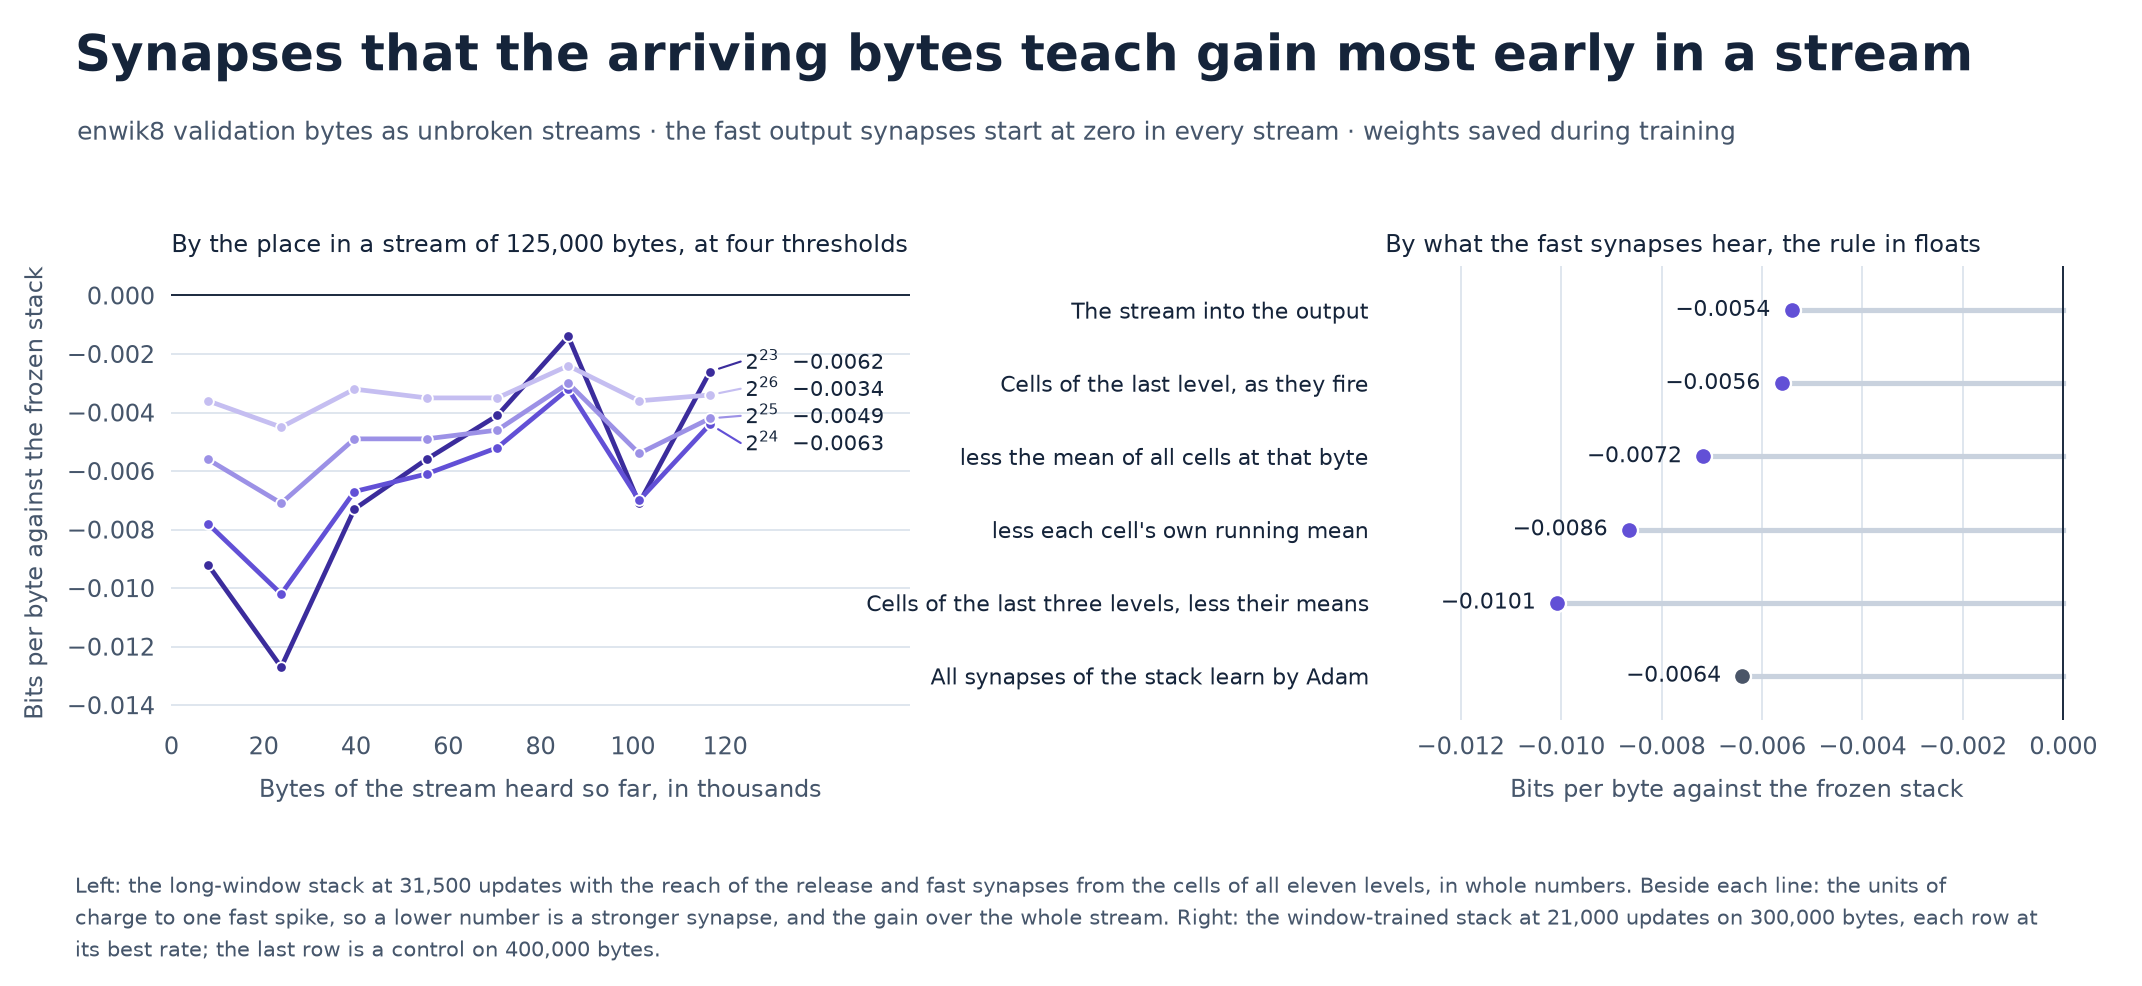 Synapses that the arriving bytes teach gain most early in a stream
enwik8 validation bytes as unbroken streams · the fast output synapses start at zero in every stream · weights saved during training
By the place in a stream of 125,000 bytes, at four thresholds
Bits per byte against the frozen stack
0.000
−0.002
−0.004
−0.006
−0.008
−0.010
−0.012
−0.014
2²³ −0.0062
2²⁶ −0.0034
2²⁵ −0.0049
2²⁴ −0.0063
0 20 40 60 80 100 120
Bytes of the stream heard so far, in thousands
By what the fast synapses hear, the rule in floats
The stream into the output −0.0054
Cells of the last level, as they fire −0.0056
less the mean of all cells at that byte −0.0072
less each cell's own running mean −0.0086
Cells of the last three levels, less their means −0.0101
All synapses of the stack learn by Adam −0.0064
−0.012 −0.010 −0.008 −0.006 −0.004 −0.002 0.000
Bits per byte against the frozen stack
Left: the long-window stack at 31,500 updates with the reach of the release and fast synapses from the cells of all eleven levels, in whole numbers. Beside each line: the units of
charge to one fast spike, so a lower number is a stronger synapse, and the gain over the whole stream. Right: the window-trained stack at 21,000 updates on 300,000 bytes, each row at
its best rate; the last row is a control on 400,000 bytes.